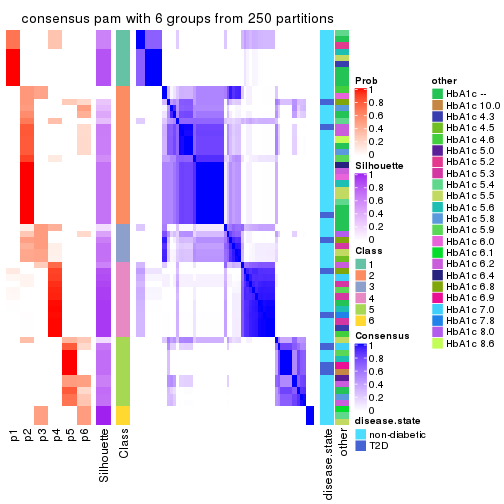 consensus pam with 6 groups from 250 partitions
p1
p2
p3
p4
p5
p6
Silhouette
Class
disease.state
other
Prob
1
0.8
0.6
0.4
0.2
0
Silhouette
1
0.8
0.6
0.4
0.2
0
Class
1
2
3
4
5
6
Consensus
1
0.8
0.6
0.4
0.2
0
disease.state
non-diabetic
T2D
other
HbA1c --
HbA1c 10.0
HbA1c 4.3
HbA1c 4.5
HbA1c 4.6
HbA1c 5.0
HbA1c 5.2
HbA1c 5.3
HbA1c 5.4
HbA1c 5.5
HbA1c 5.6
HbA1c 5.8
HbA1c 5.9
HbA1c 6.0
HbA1c 6.1
HbA1c 6.2
HbA1c 6.4
HbA1c 6.8
HbA1c 6.9
HbA1c 7.0
HbA1c 7.8
HbA1c 8.0
HbA1c 8.6